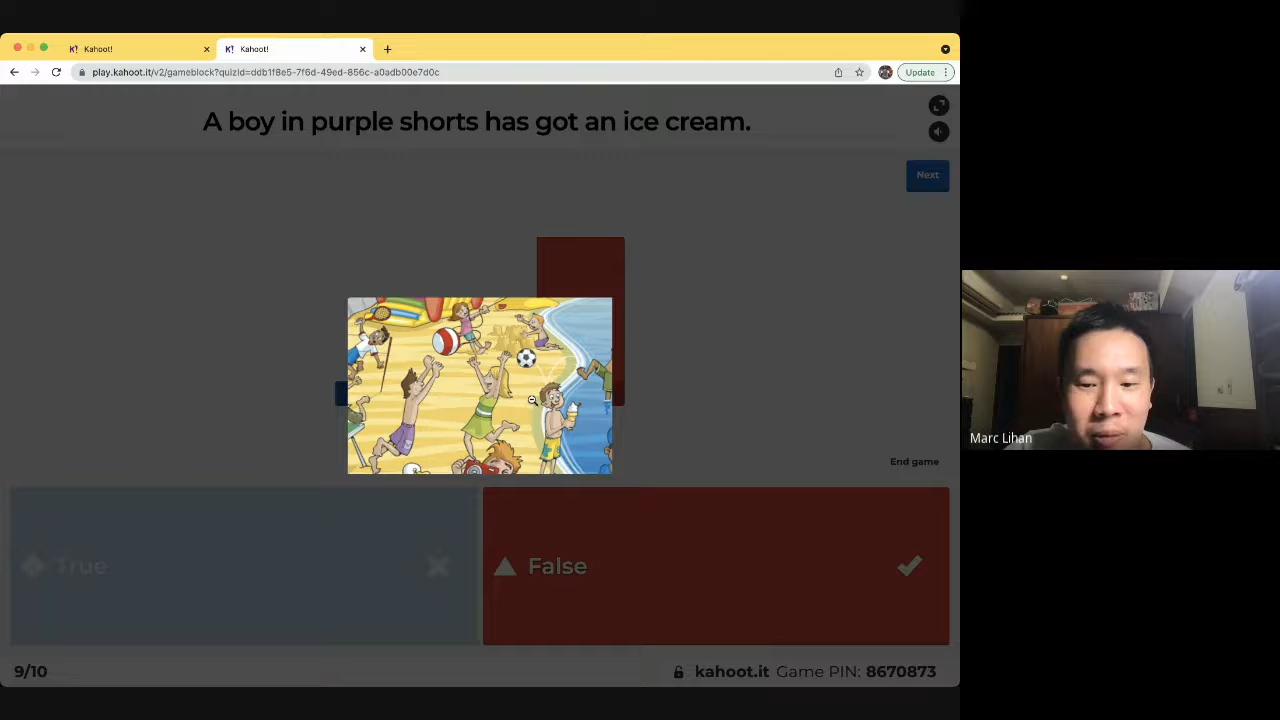 Kahoot!
Kahoot!
play.kahoot.it/v2/gameblock?quizId=ddb1f8e5-7f6d-49ed-856c-a0adb00e7d0c
Update
A boy in purple shorts has got an ice cream.
Next
Marc Lihan
End game
True
False
9/10
kahoot.it Game PIN: 8670873